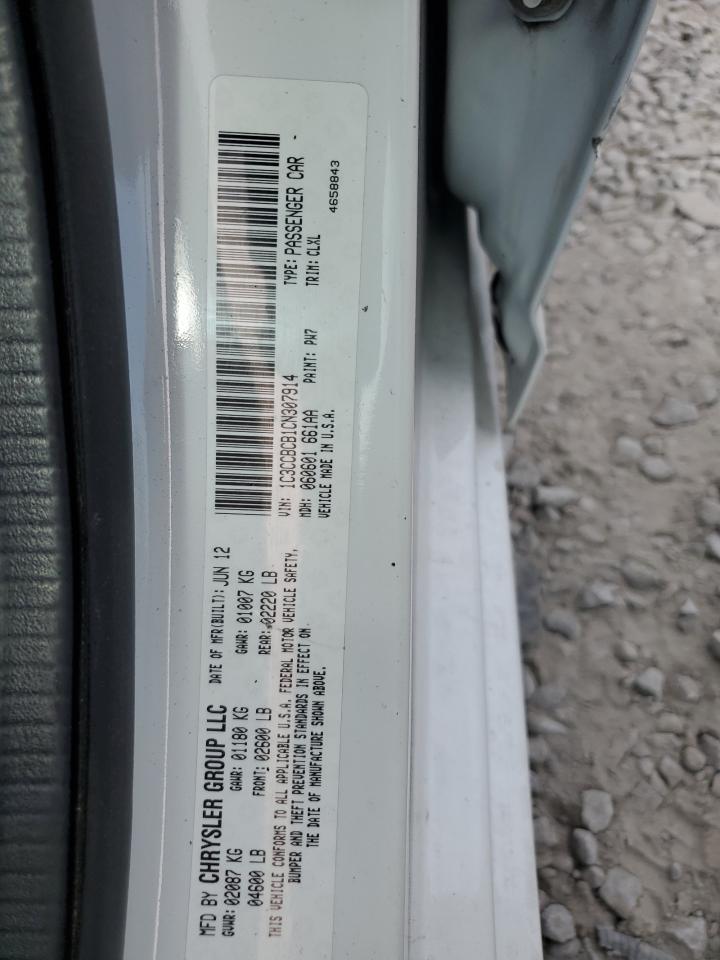 MFD BY CHRYSLER GROUP LLC DATE OF MFR(BUILT): JUN 12
GVWR: 02087 KG GAWR: 01180 KG GAWR: 01007 KG
04600 LB FRONT: 02600 LB REAR: 02220 LB
THIS VEHICLE CONFORMS TO ALL APPLICABLE U.S.A. FEDERAL MOTOR VEHICLE SAFETY,
BUMPER AND THEFT PREVENTION STANDARDS IN EFFECT ON
THE DATE OF MANUFACTURE SHOWN ABOVE.
VIN: 1C3CCBCB1CN307914 TYPE: PASSENGER CAR
MDH: 060601 661AA PAINT: PW7 TRIM: CLXL
VEHICLE MADE IN U.S.A. 4658843